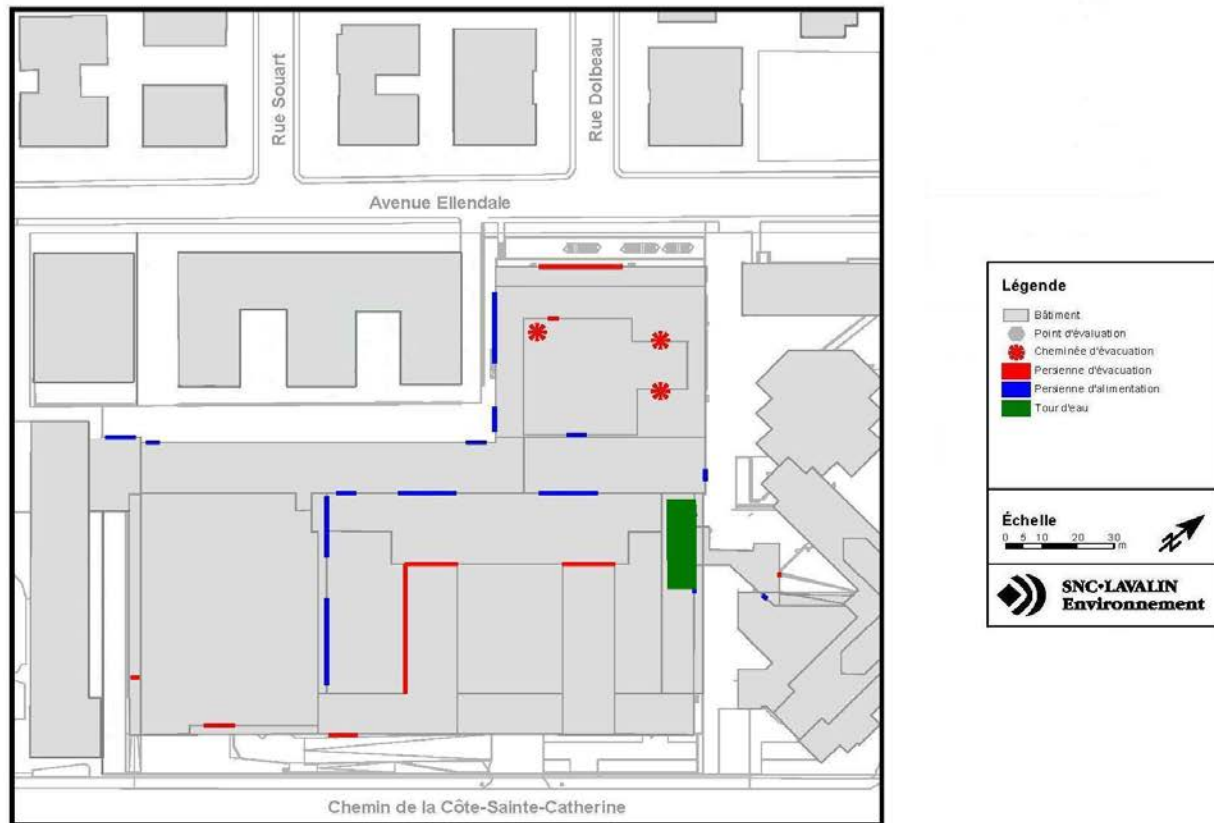 Rue Souart
Rue Dolbeau
Avenue Ellendale
Chemin de la Côte-Sainte-Catherine
Légende
Bâtiment
Point d'évaluation
Cheminée d'évacuation
Persienne d'évacuation
Persienne d'alimentation
Tour d'eau
Échelle
0 5 10 20 30
m
N
SNC•LAVALIN
Environnement